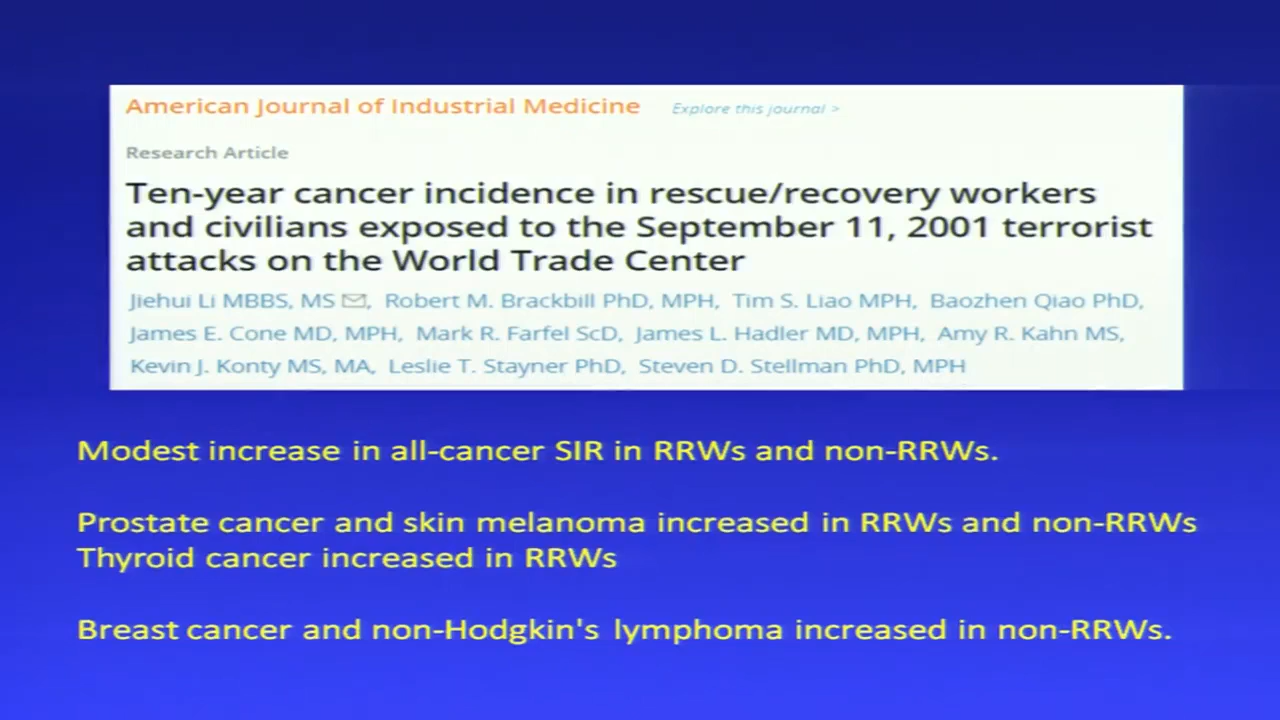 American Journal of Industrial Medicine Explore this journal >
Research Article
Ten-year cancer incidence in rescue/recovery workers
and civilians exposed to the September 11, 2001 terrorist
attacks on the World Trade Center
Jiehui Li MBBS, MS, Robert M. Brackbill PhD, MPH, Tim S. Liao MPH, Baozhen Qiao PhD,
James E. Cone MD, MPH, Mark R. Farfel ScD, James L. Hadler MD, MPH, Amy R. Kahn MS,
Kevin J. Konty MS, MA, Leslie T. Stayner PhD, Steven D. Stellman PhD, MPH
Modest increase in all-cancer SIR in RRWs and non-RRWs.
Prostate cancer and skin melanoma increased in RRWs and non-RRWs
Thyroid cancer increased in RRWs
Breast cancer and non-Hodgkin's lymphoma increased in non-RRWs.